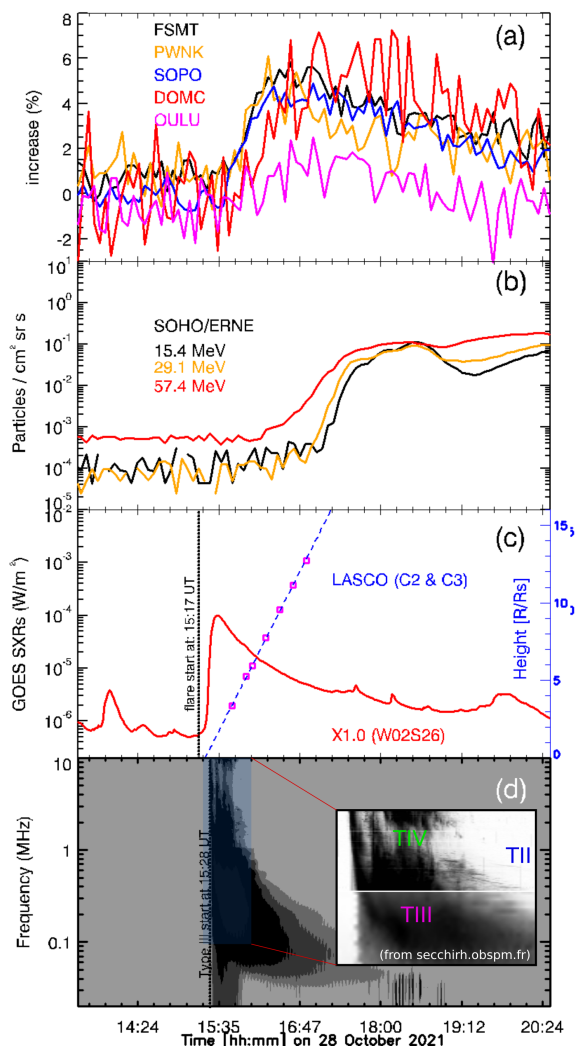 (a)
FSMT
PWNK
SOPO
DOMC
OULU
increase (%)
8
6
4
2
0
-2
(b)
SOHO/ERNE
15.4 MeV
29.1 MeV
57.4 MeV
Particles / cm² sr s
10¹
10⁰
10⁻¹
10⁻²
10⁻³
10⁻⁴
10⁻⁵
(c)
LASCO (C2 & C3)
flare start at: 15:17 UT
X1.0 (W02S26)
GOES SXRs (W/m²)
10⁻²
10⁻³
10⁻⁴
10⁻⁵
10⁻⁶
Height [R/Rs]
15
10
5
0
(d)
TIV
TII
TIII
(from secchirh.obspm.fr)
Type III start at 15:28 UT
Frequency (MHz)
10
1
0.1
14:24 15:35 16:47 18:00 19:12 20:24
Time [hh:mm] on 28 October 2021